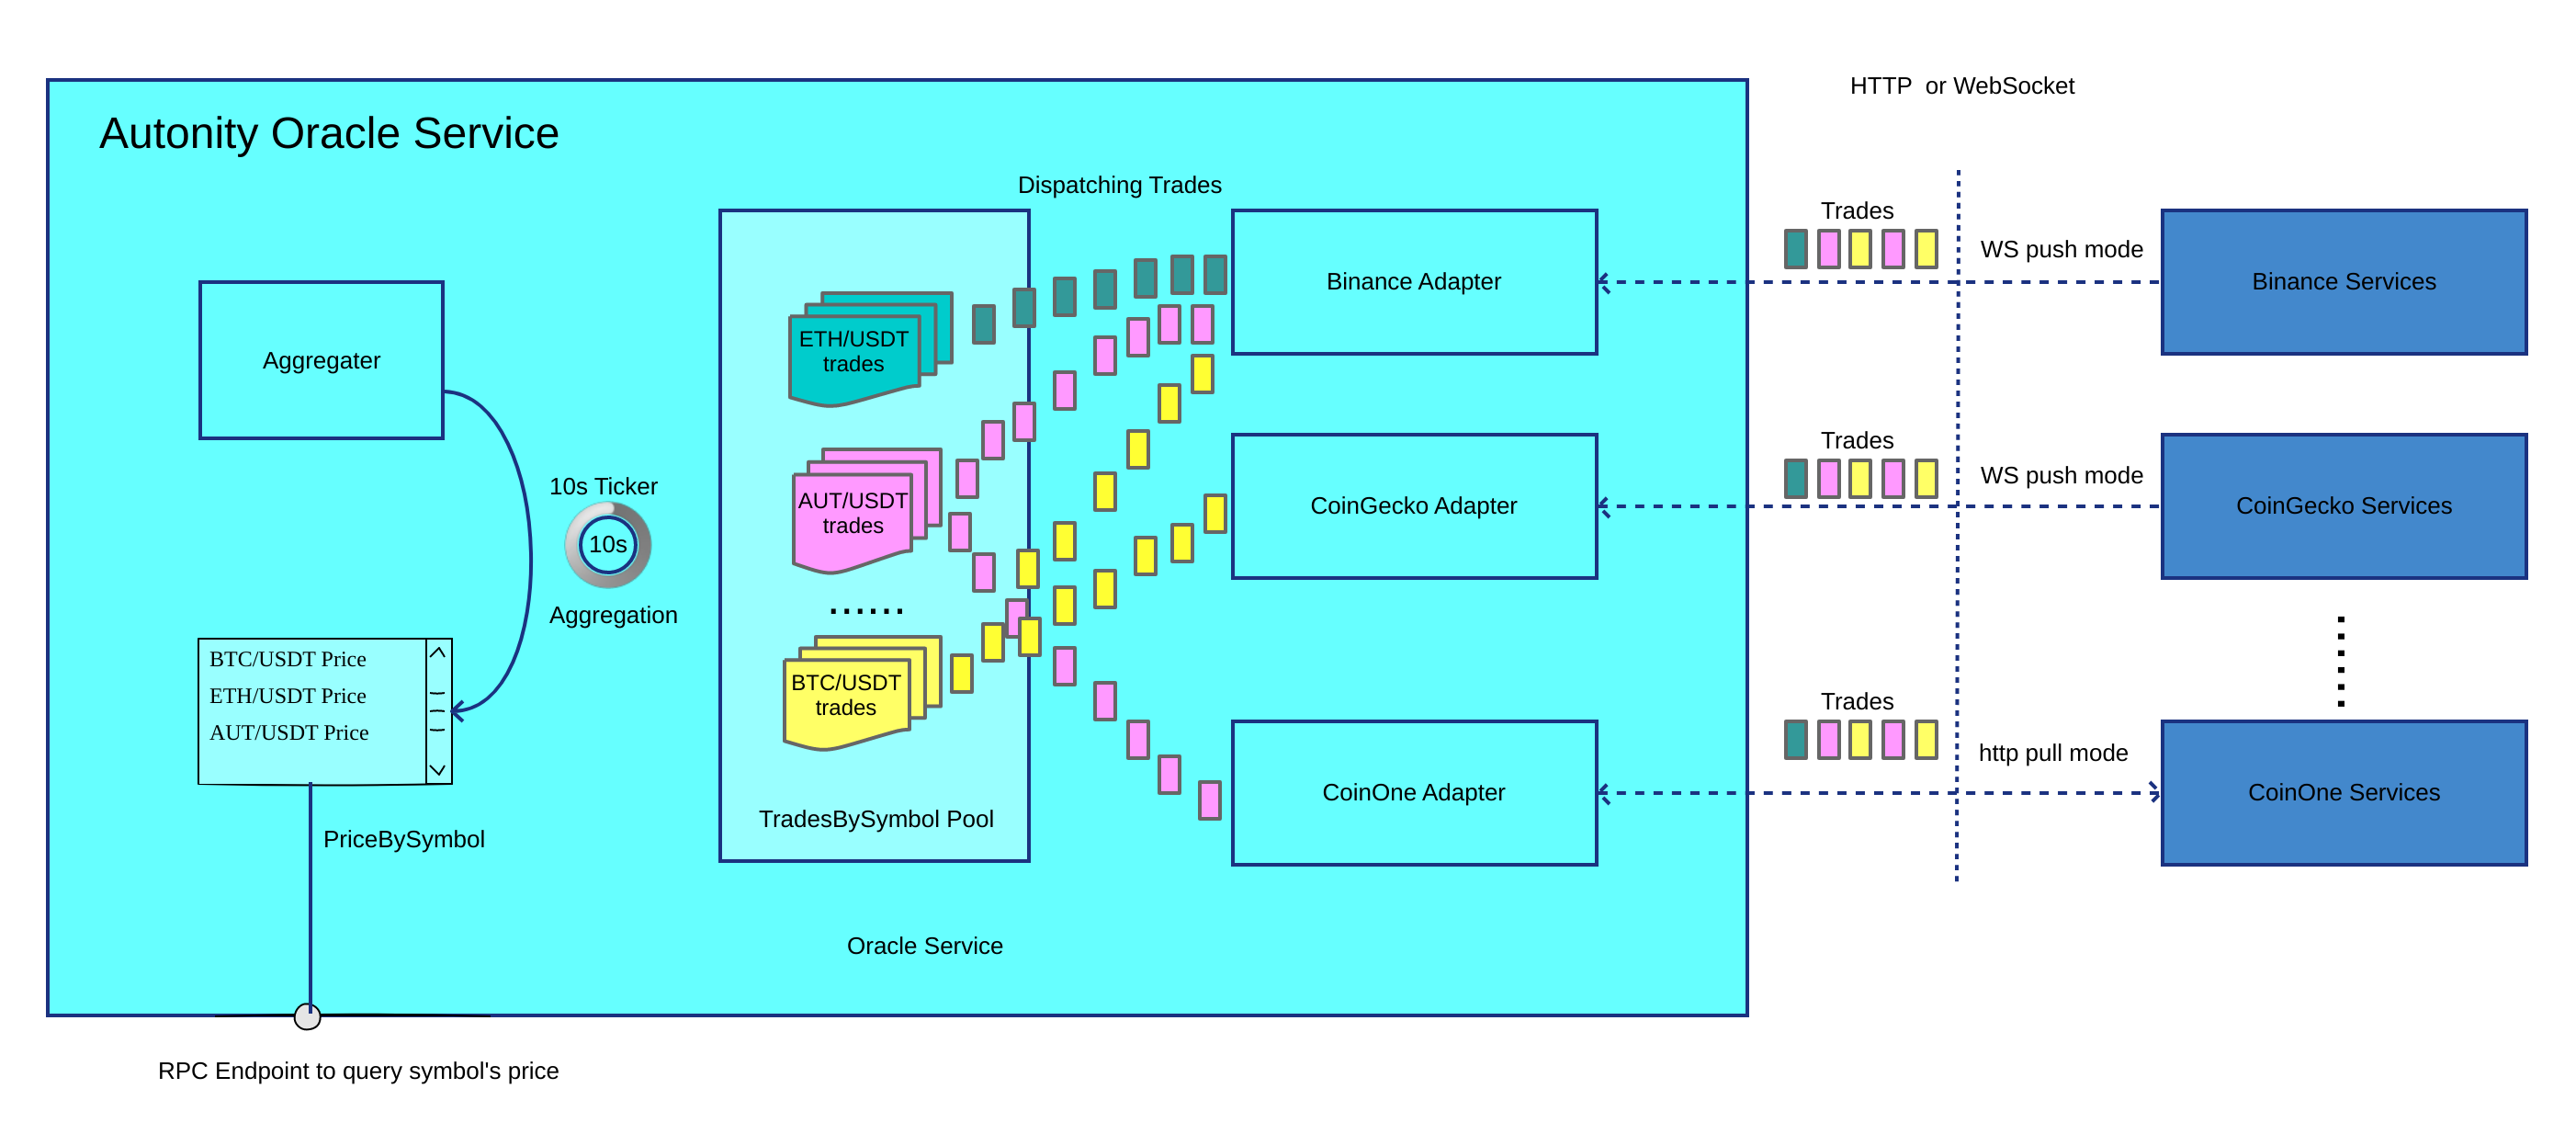 HTTP  or WebSocket
Autonity Oracle Service
Dispatching Trades
Trades
WS push mode
Binance Adapter
Binance Services
ETH/USDT
trades
Aggregater
Trades
WS push mode
10s Ticker
AUT/USDT
trades
CoinGecko Adapter
CoinGecko Services
10s
......
Aggregation
BTC/USDT Price
ETH/USDT Price
AUT/USDT Price
BTC/USDT
trades
Trades
http pull mode
CoinOne Adapter
CoinOne Services
TradesBySymbol Pool
PriceBySymbol
Oracle Service
RPC Endpoint to query symbol's price